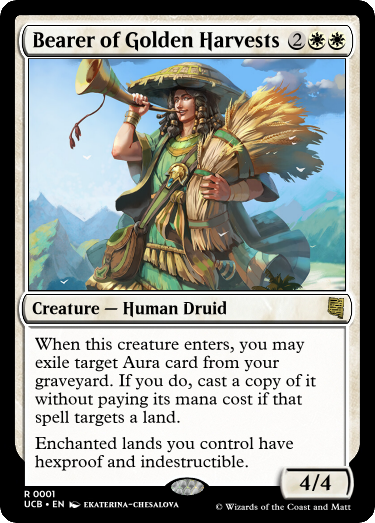 Bearer of Golden Harvests 2
Creature — Human Druid
When this creature enters, you may
exile target Aura card from your
graveyard. If you do, cast a copy of it
without paying its mana cost if that
spell targets a land.
Enchanted lands you control have
hexproof and indestructible.
4/4
R 0001
UCB • EN EKATERINA-CHESALOVA
© Wizards of the Coast and Matt